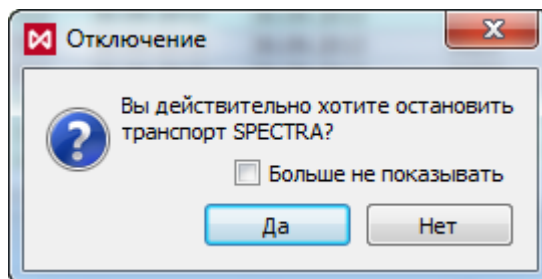 Отключение
Вы действительно хотите остановить
транспорт SPECTRA?
Больше не показывать
Да Нет